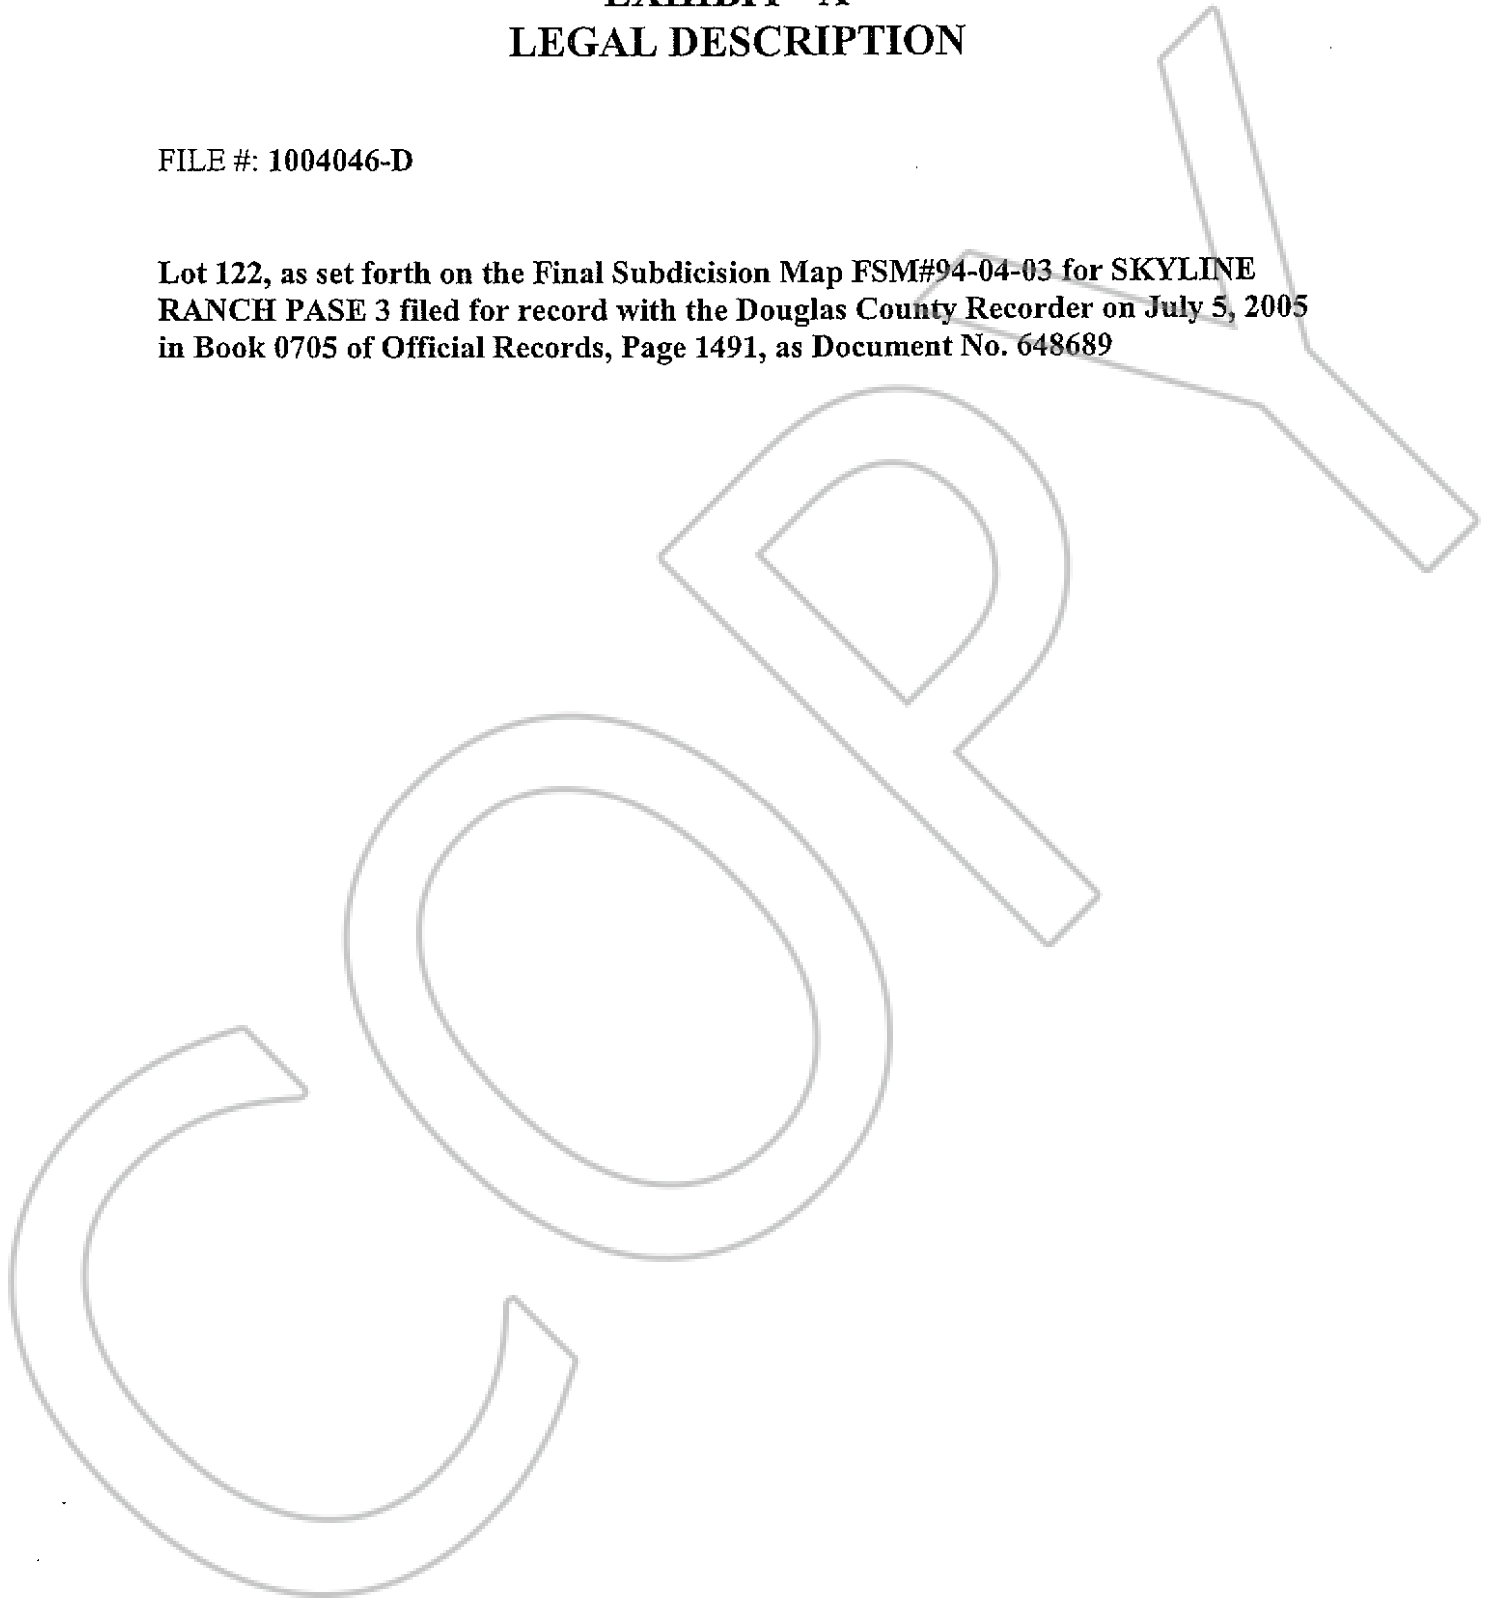 EXHIBIT "A"
LEGAL DESCRIPTION
FILE #: 1004046-D
Lot 122, as set forth on the Final Subdicision Map FSM#94-04-03 for SKYLINE
RANCH PASE 3 filed for record with the Douglas County Recorder on July 5, 2005
in Book 0705 of Official Records, Page 1491, as Document No. 648689
COPY